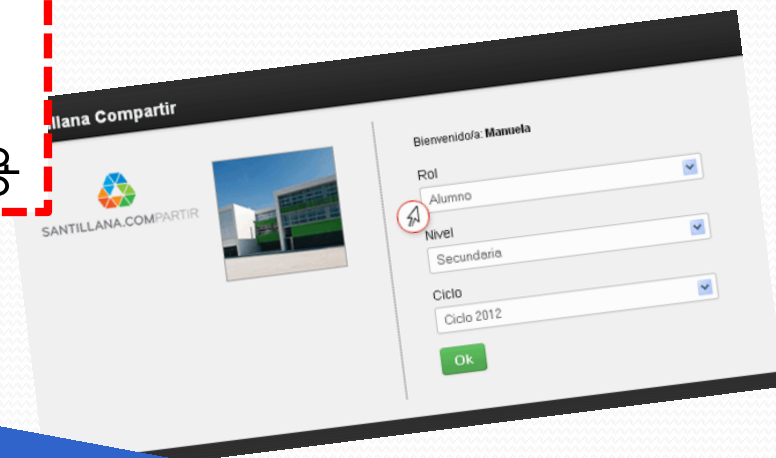 llana Compartir
SANTILLANA.COMPARTIR
Bienvenido/a: Manuela
Rol
Alumno
Nivel
Secundaria
Ciclo
Ciclo 2012
Ok